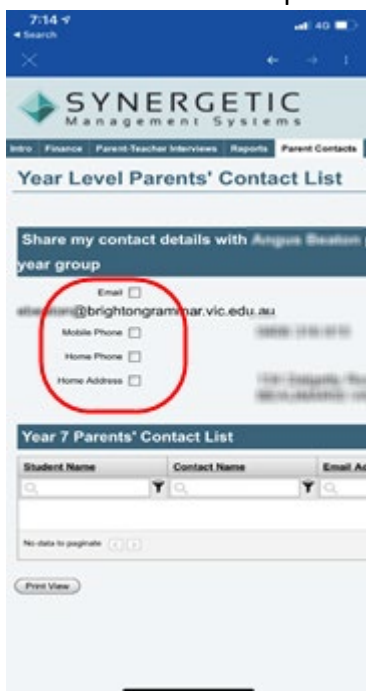 7:14
Search
4G
SYNERGETIC
Management Systems
Intro Finance Parent-Teacher Interviews Reports Parent Contacts
Year Level Parents' Contact List
Share my contact details with
year group
Email
@brightongrammar.vic.edu.au
Mobile Phone
Home Phone
Home Address
Year 7 Parents' Contact List
Student Name Contact Name Email Ad
No data to paginate
Print View